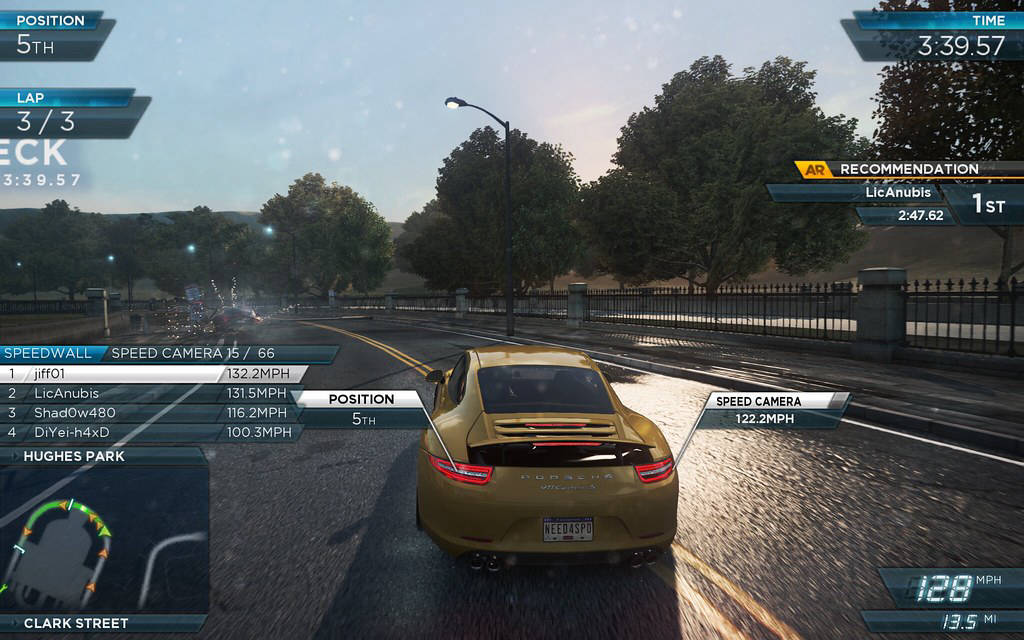 POSITION
5TH
LAP
3 / 3
ECK
3:39.57
TIME
3:39.57
AR RECOMMENDATION
LicAnubis
1ST
2:47.62
SPEEDWALL SPEED CAMERA 15 / 66
1 jiff01 132.2MPH
2 LicAnubis 131.5MPH
3 Shad0w480 116.2MPH
4 DiYei-h4xD 100.3MPH
POSITION
5TH
SPEED CAMERA
122.2MPH
HUGHES PARK
PORSCHE
NEED4SPD
CLARK STREET
128 MPH
13.5 MI